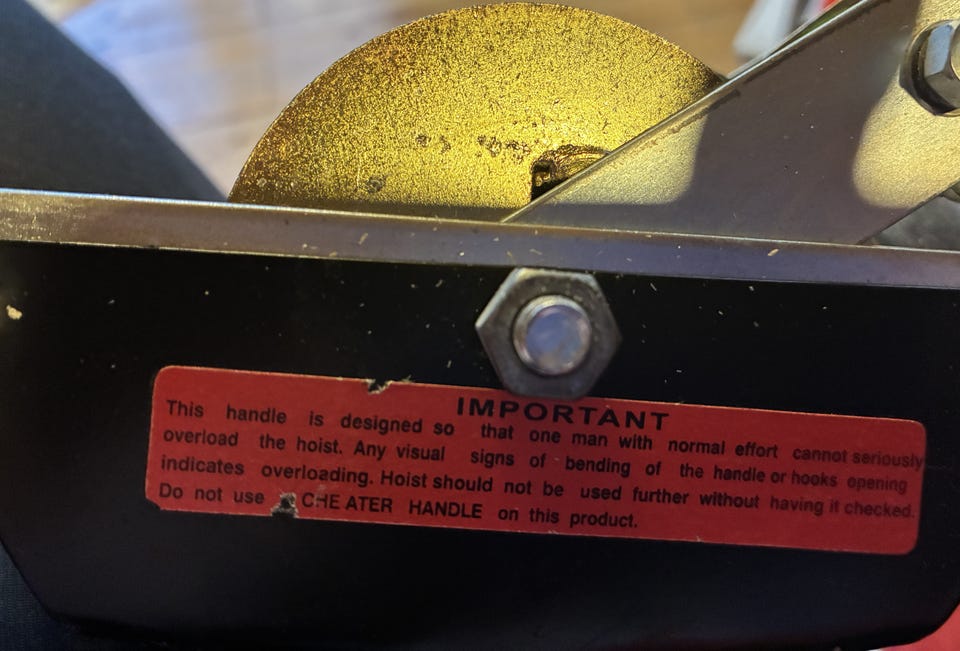 IMPORTANT
This handle is designed so that one man with normal effort cannot seriously
overload the hoist. Any visual signs of bending of the handle or hooks opening
indicates overloading. Hoist should not be used further without having it checked.
Do not use CHE ATER HANDLE on this product.